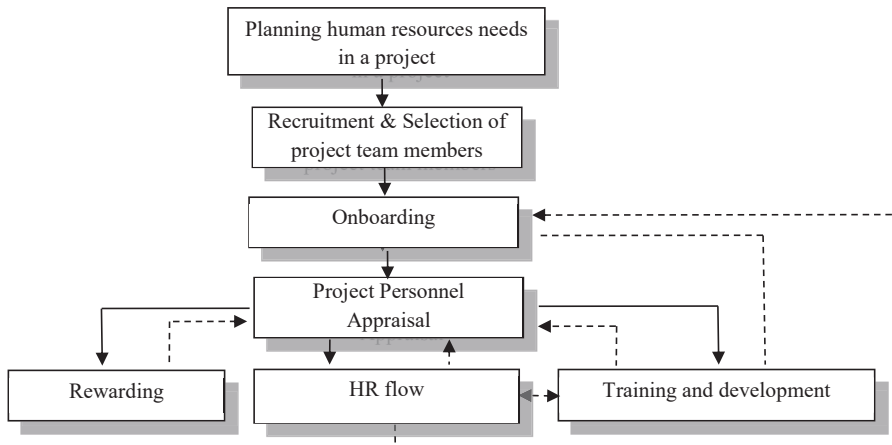 Planning human resources needs
in a project
Recruitment & Selection of
project team members
Onboarding
Project Personnel
Appraisal
Rewarding
HR flow
Training and development